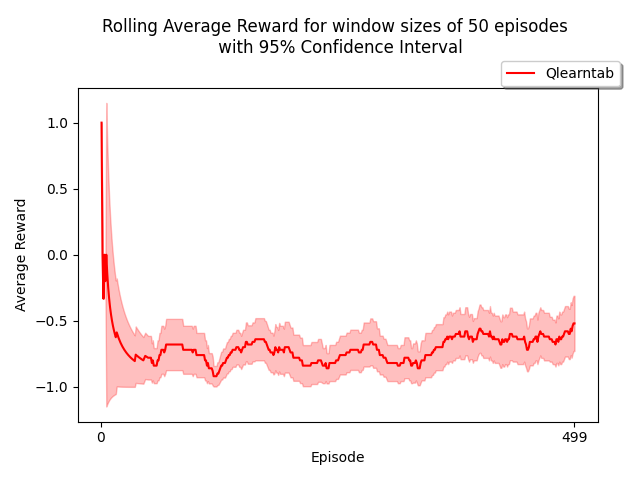 Rolling Average Reward for window sizes of 50 episodes
with 95% Confidence Interval
Qlearntab
Average Reward
1.0
0.5
0.0
−0.5
−1.0
0
499
Episode